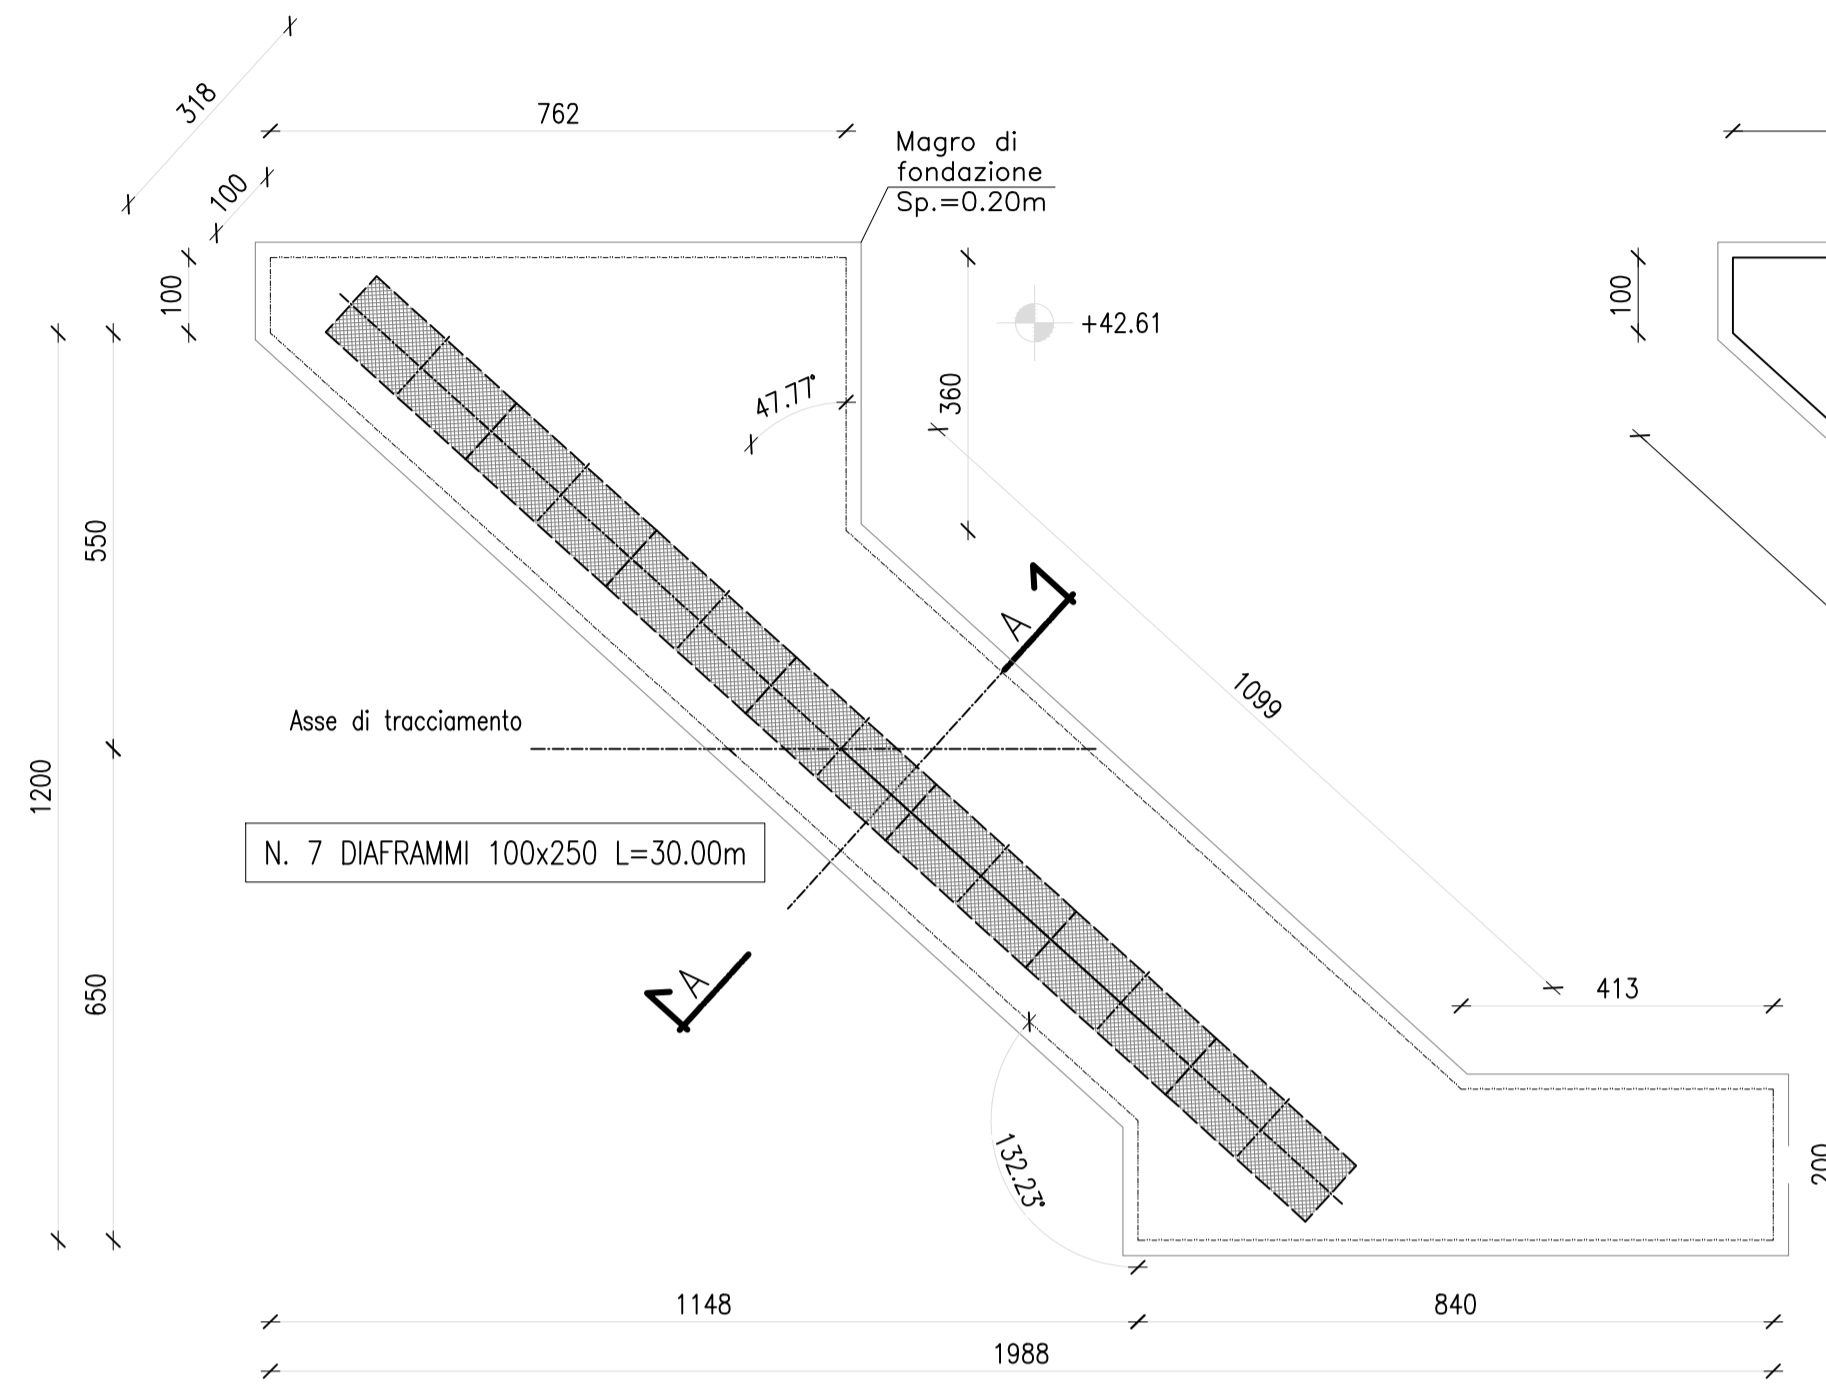 318
762
Magro di
fondazione
Sp.=0.20m
100
100
100
+42.61
47.77°
360
550
A
1099
Asse di tracciamento
1200
N. 7 DIAFRAMMI 100x250 L=30.00m
A
650
413
132.23°
200
1148
840
1988